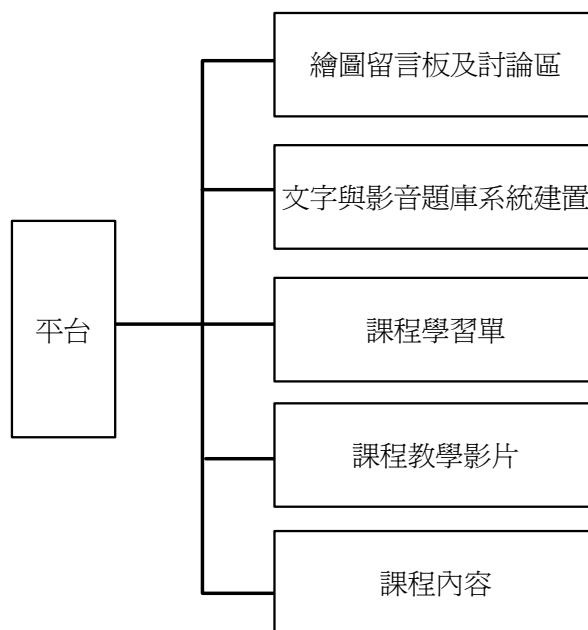 繪圖留言板及討論區
文字與影音題庫系統建置
平台
課程學習單
課程教學影片
課程內容